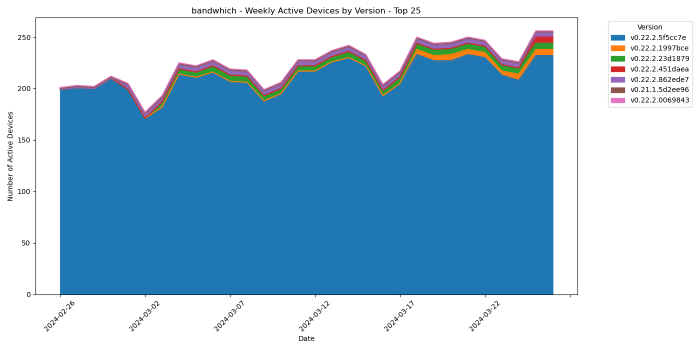 bandwhich - Weekly Active Devices by Version - Top 25
Number of Active Devices
250
200
150
100
50
0
2024-02-26
2024-03-02
2024-03-07
2024-03-12
2024-03-17
2024-03-22
Date
Version
v0.22.2.5f5cc7e
v0.22.2.1997bce
v0.22.2.23d1879
v0.22.2.451daea
v0.22.2.862ede7
v0.21.1.5d2ee96
v0.22.2.0069843